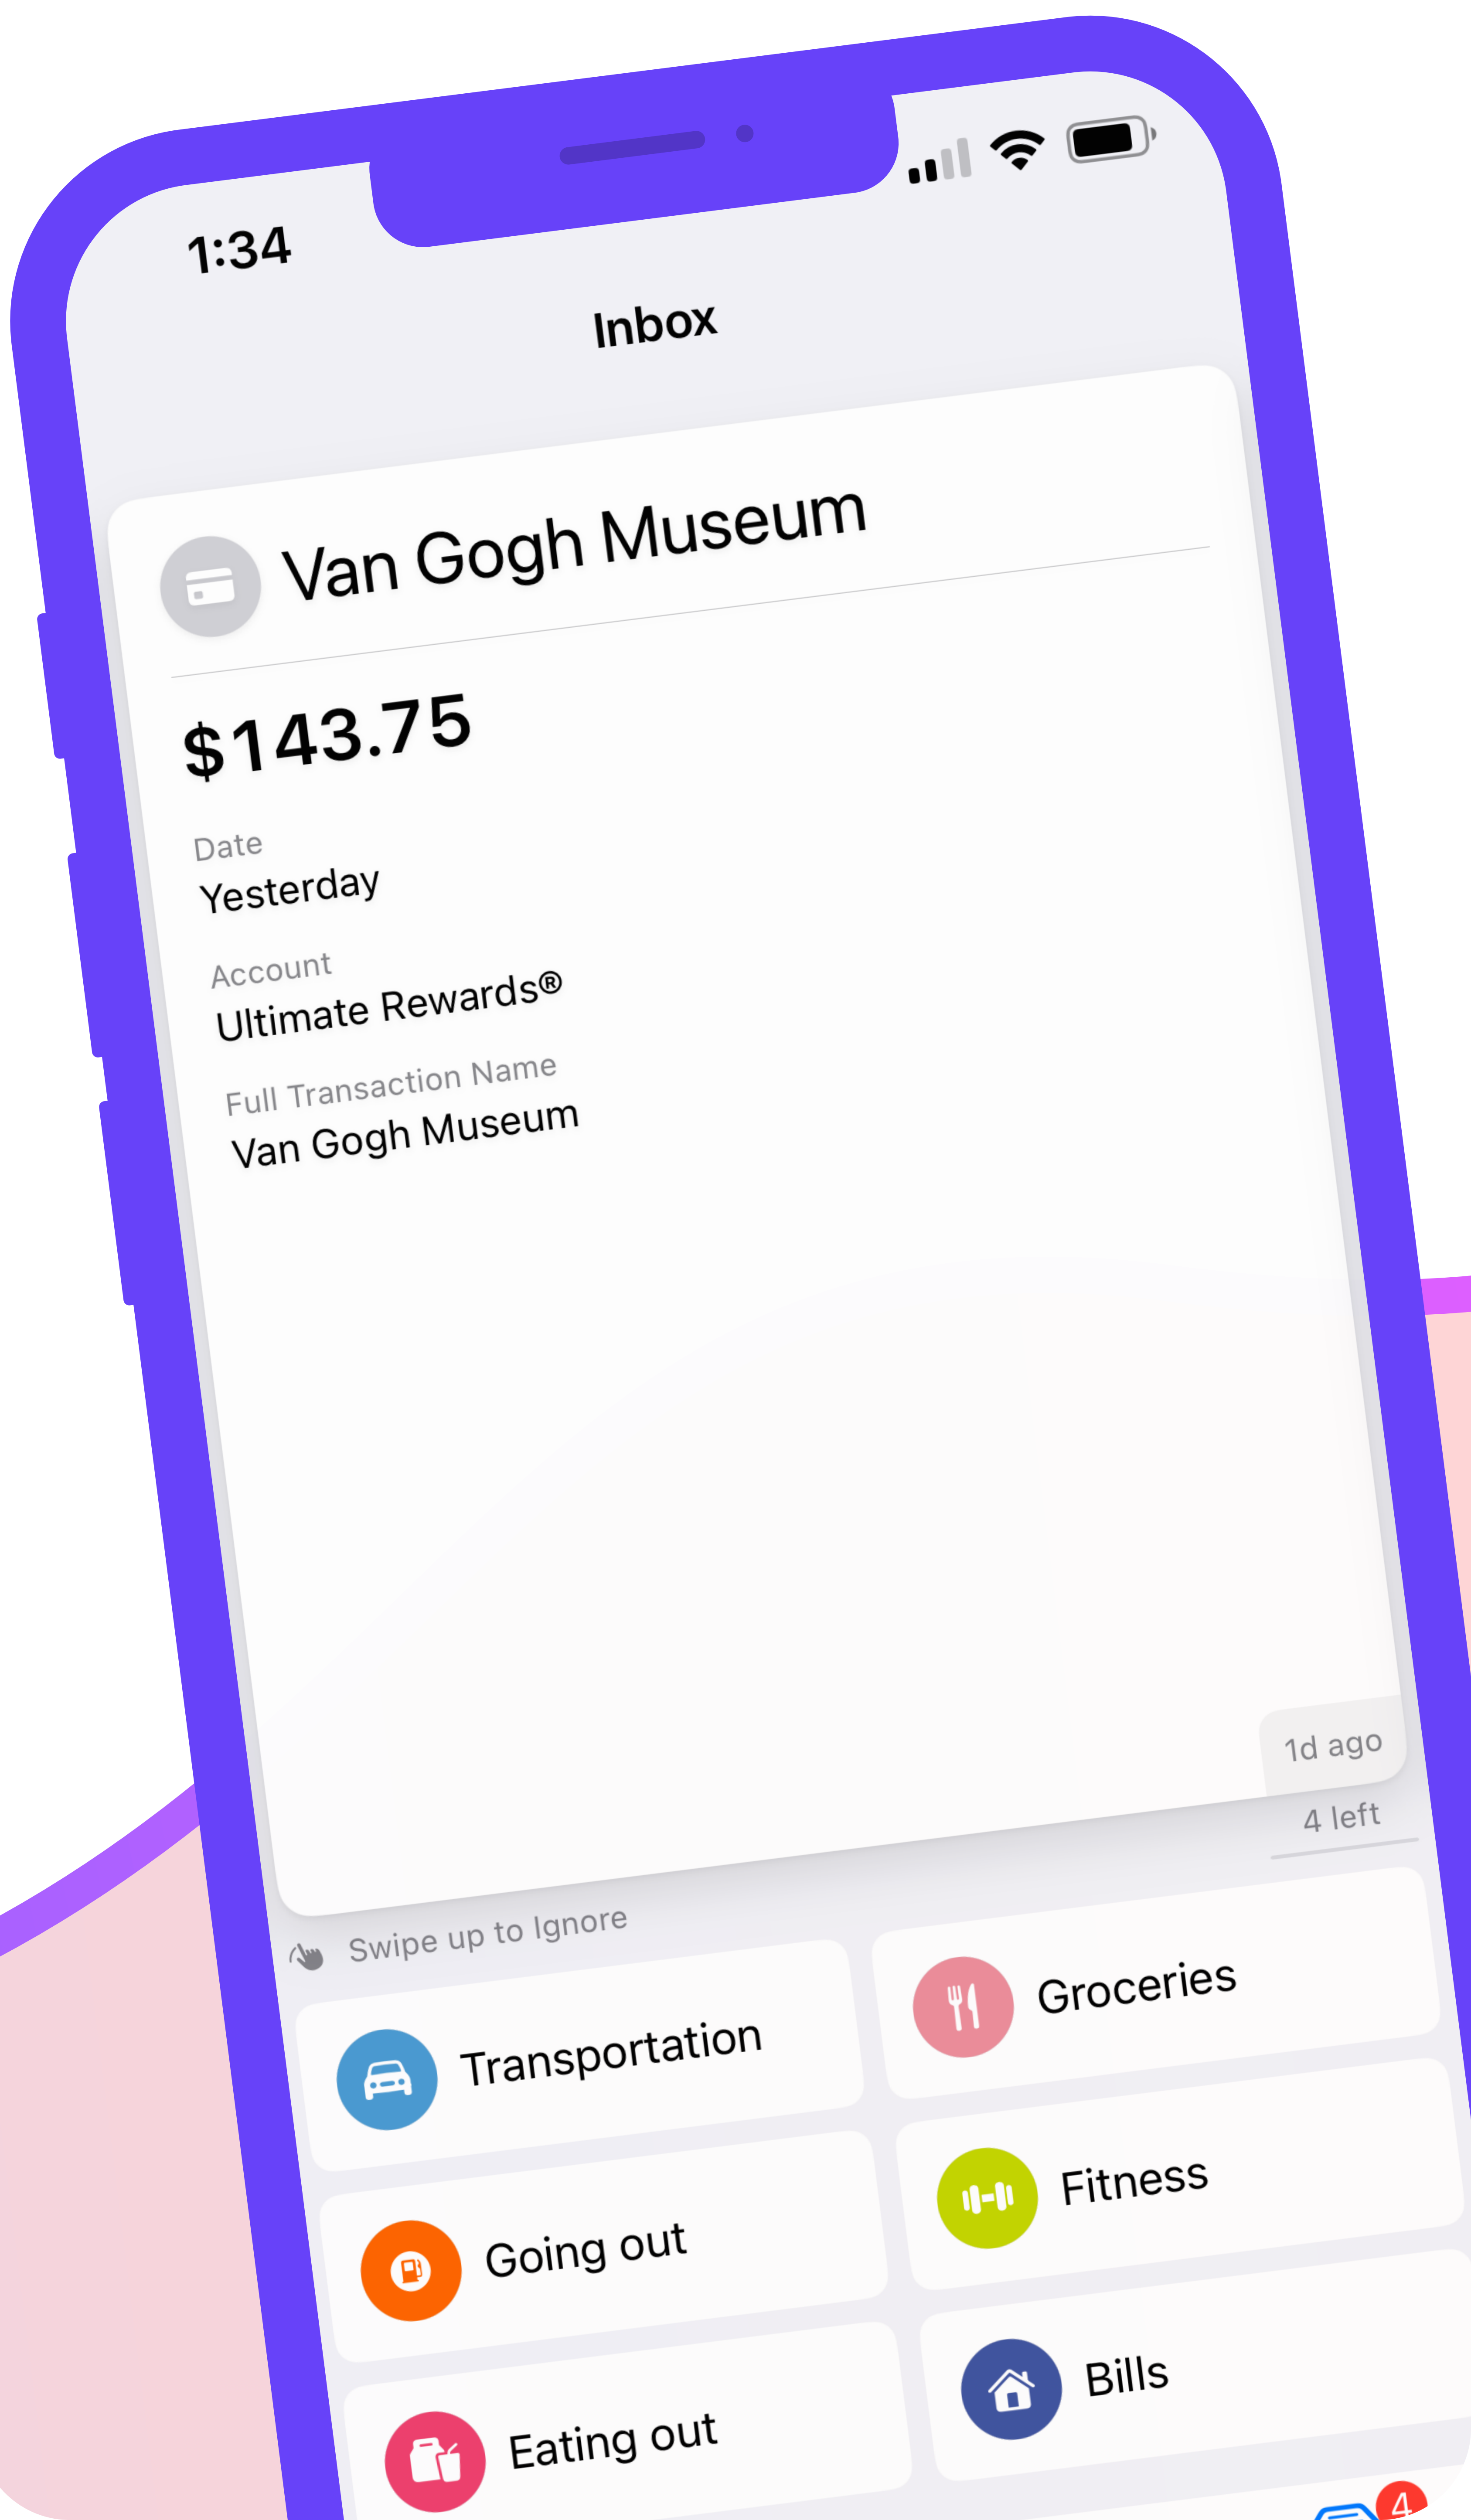 1:34
Inbox
Van Gogh Museum
$143.75
Date
Yesterday
Account
Ultimate Rewards®
Full Transaction Name
Van Gogh Museum
1d ago
4 left
Swipe up to Ignore
Transportation
Groceries
Going out
Fitness
Eating out
Bills
4